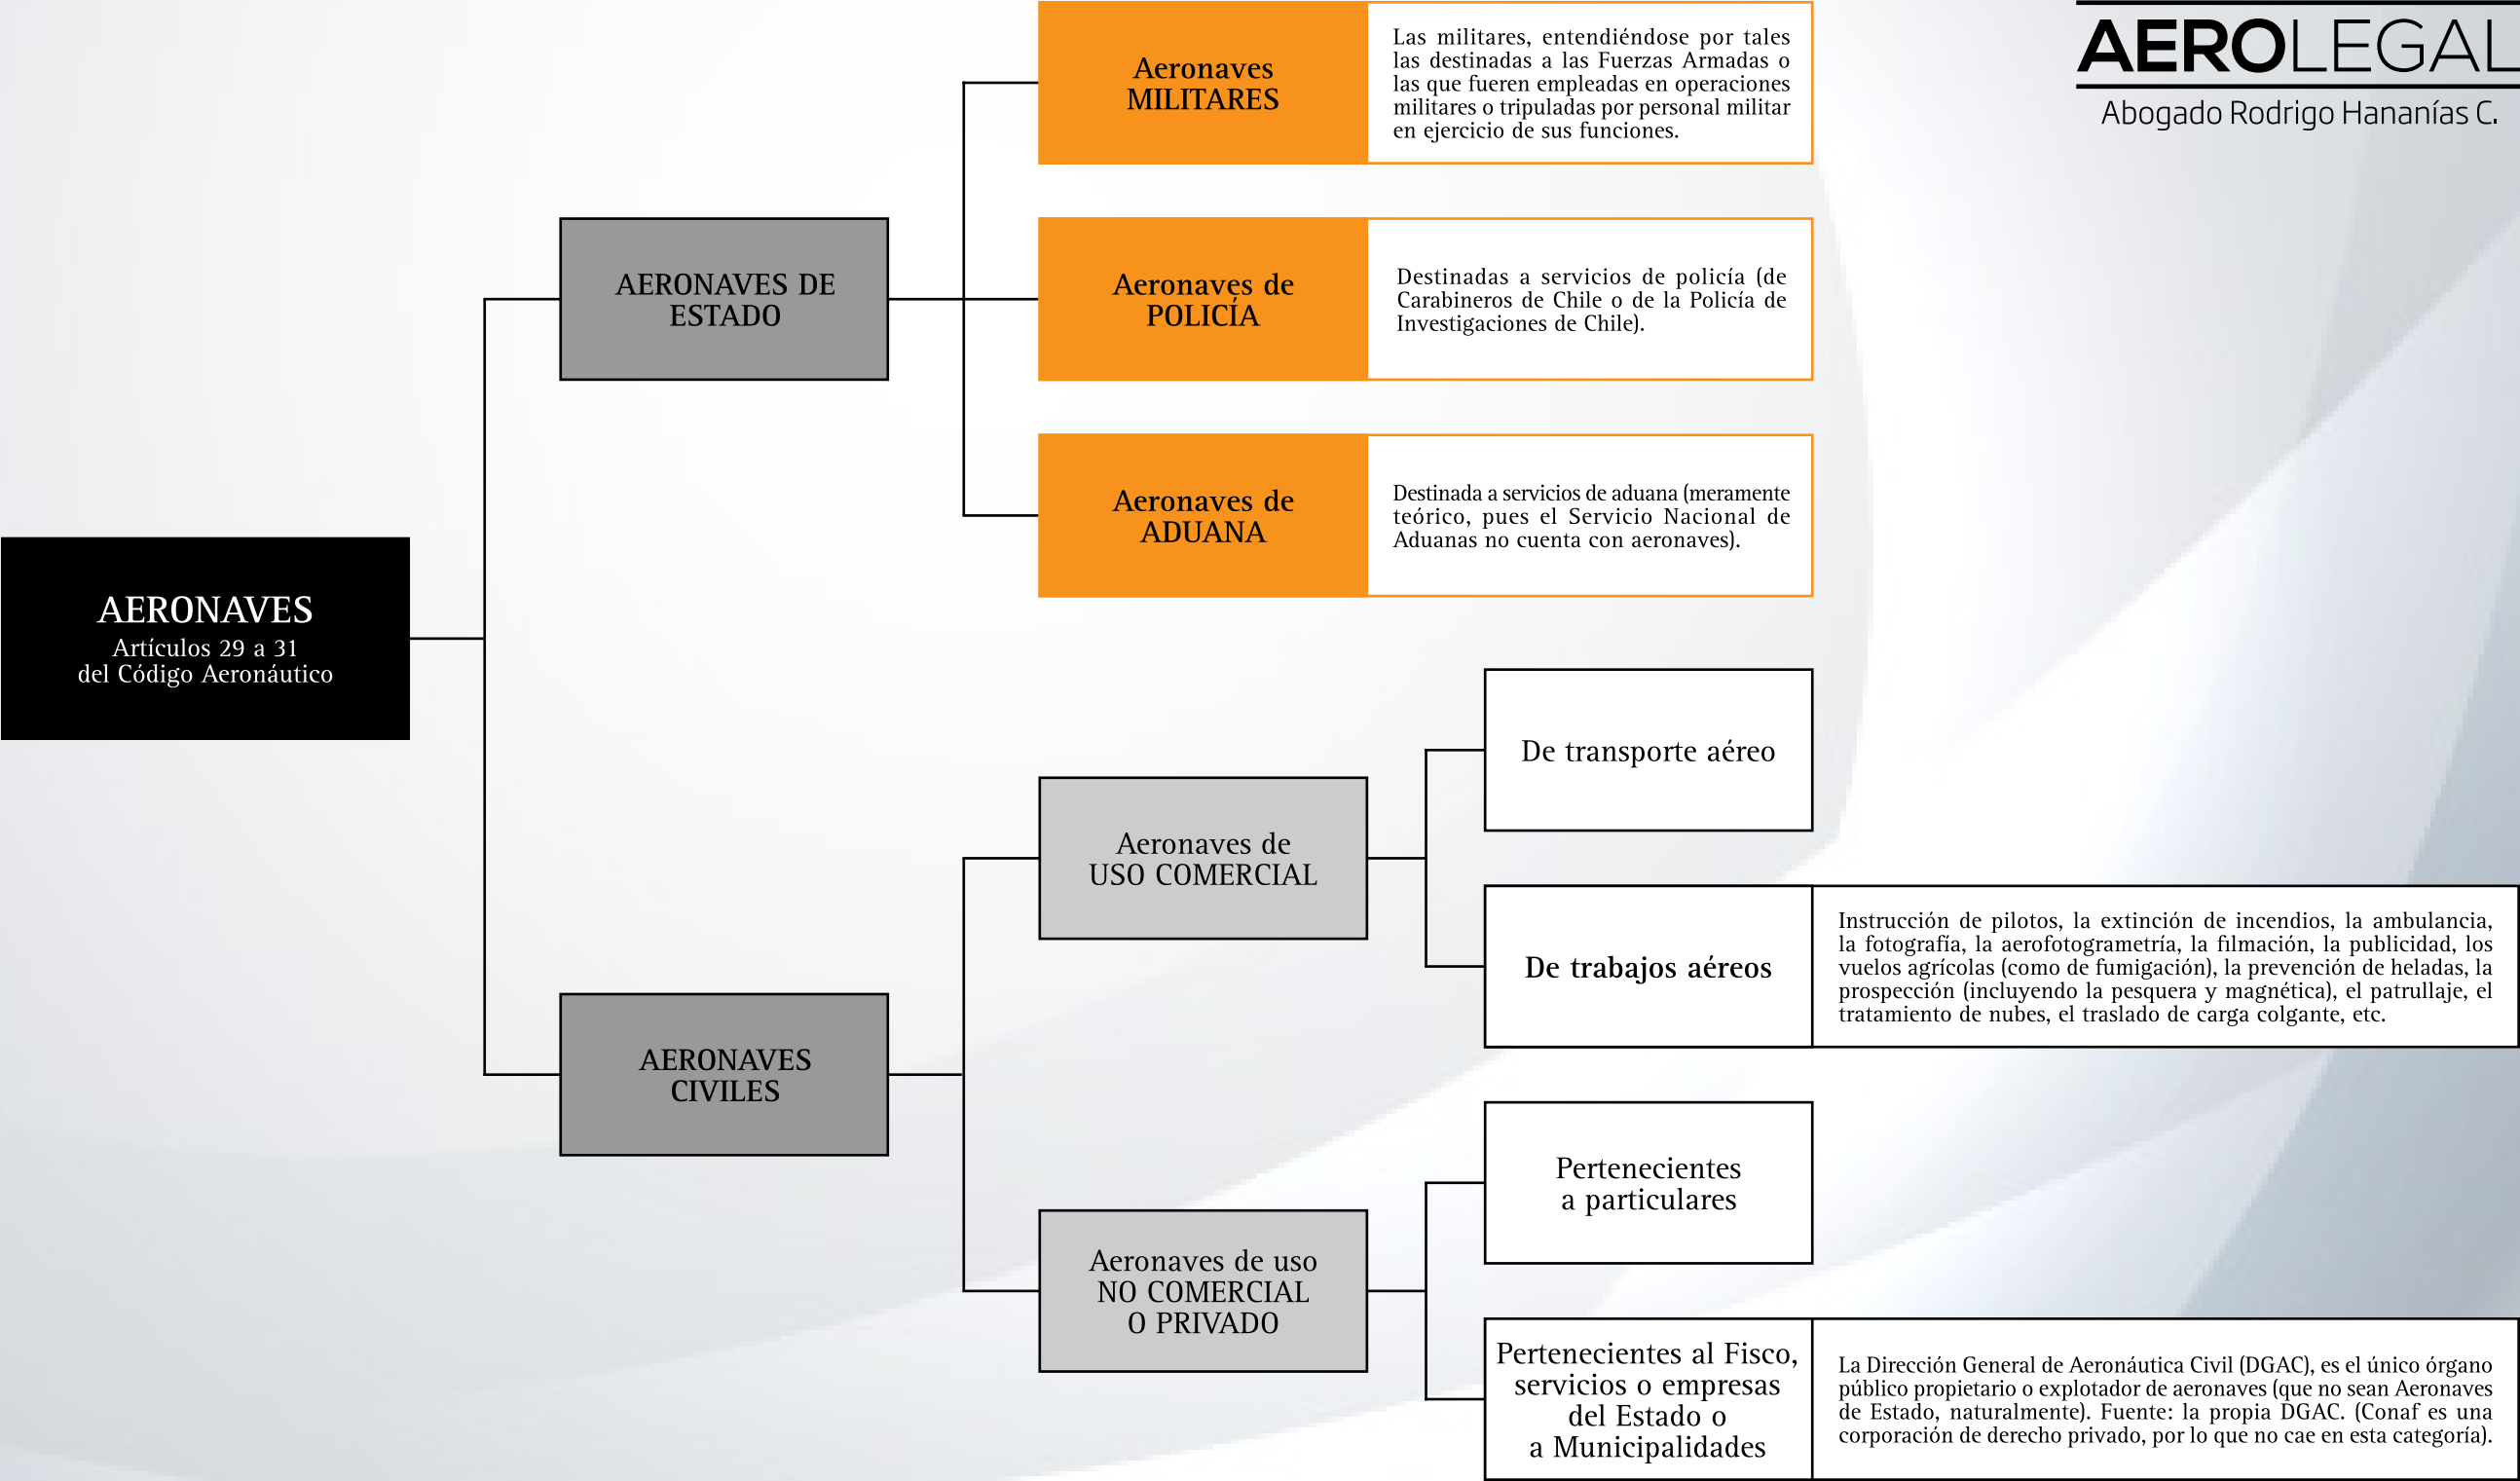 AEROLEGAL
Abogado Rodrigo Hananías C.
AERONAVES
Artículos 29 a 31
del Código Aeronáutico
AERONAVES DE
ESTADO
Aeronaves
MILITARES
Las militares, entendiéndose por tales
las destinadas a las Fuerzas Armadas o
las que fueren empleadas en operaciones
militares o tripuladas por personal militar
en ejercicio de sus funciones.
Aeronaves de
POLICÍA
Destinadas a servicios de policía (de
Carabineros de Chile o de la Policía de
Investigaciones de Chile).
Aeronaves de
ADUANA
Destinada a servicios de aduana (meramente
teórico, pues el Servicio Nacional de
Aduanas no cuenta con aeronaves).
AERONAVES
CIVILES
Aeronaves de
USO COMERCIAL
De transporte aéreo
De trabajos aéreos
Instrucción de pilotos, la extinción de incendios, la ambulancia,
la fotografía, la aerofotogrametría, la filmación, la publicidad, los
vuelos agrícolas (como de fumigación), la prevención de heladas, la
prospección (incluyendo la pesquera y magnética), el patrullaje, el
tratamiento de nubes, el traslado de carga colgante, etc.
Aeronaves de uso
NO COMERCIAL
O PRIVADO
Pertenecientes
a particulares
Pertenecientes al Fisco,
servicios o empresas
del Estado o
a Municipalidades
La Dirección General de Aeronáutica Civil (DGAC), es el único órgano
público propietario o explotador de aeronaves (que no sean Aeronaves
de Estado, naturalmente). Fuente: la propia DGAC. (Conaf es una
corporación de derecho privado, por lo que no cae en esta categoría).